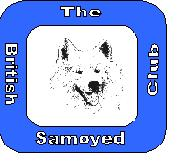 The
British
Club
Samoyed